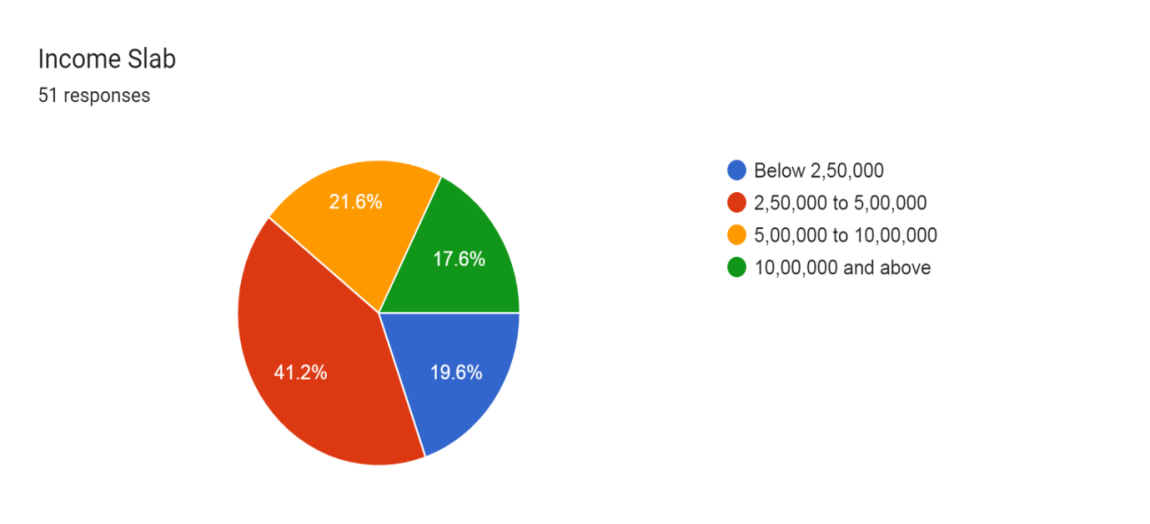 Income Slab
51 responses
21.6%
17.6%
41.2%
19.6%
Below 2,50,000
2,50,000 to 5,00,000
5,00,000 to 10,00,000
10,00,000 and above